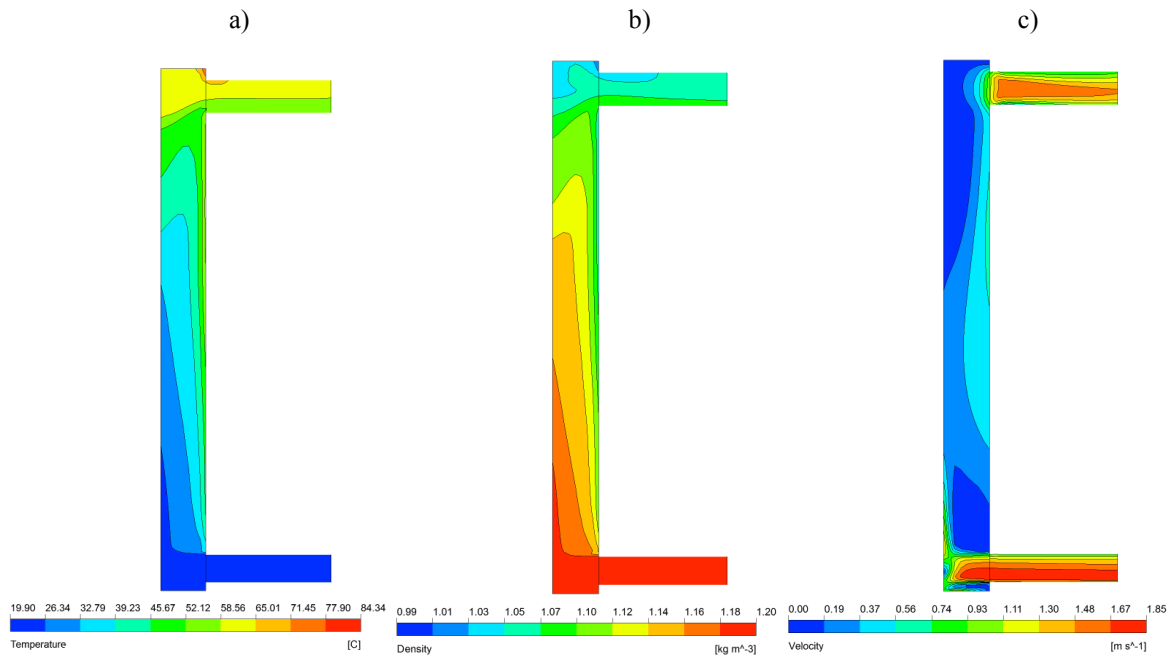 a)
b)
c)
19.90 26.34 32.79 39.23 45.67 52.12 58.56 65.01 71.45 77.90 84.34
Temperature [C]
0.99 1.01 1.03 1.05 1.07 1.10 1.12 1.14 1.16 1.18 1.20
Density [kg m^-3]
0.00 0.19 0.37 0.56 0.74 0.93 1.11 1.30 1.48 1.67 1.85
Velocity [m s^-1]